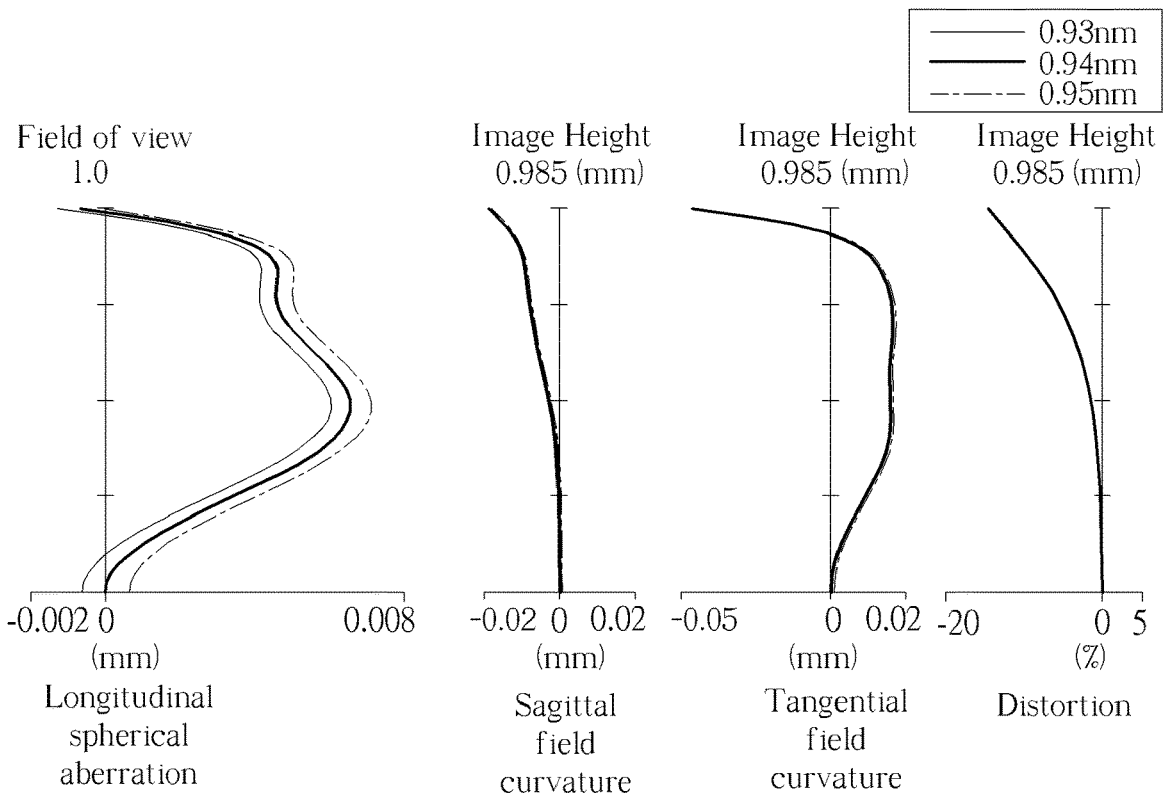 0.93nm
0.94nm
0.95nm
Field of view
1.0
Image Height
0.985 (mm)
Image Height
0.985 (mm)
Image Height
0.985 (mm)
-0.002 0 0.008
(mm)
Longitudinal
spherical
aberration
-0.02 0 0.02
(mm)
Sagittal
field
curvature
-0.05 0 0.02
(mm)
Tangential
field
curvature
-20 0 5
(%)
Distortion